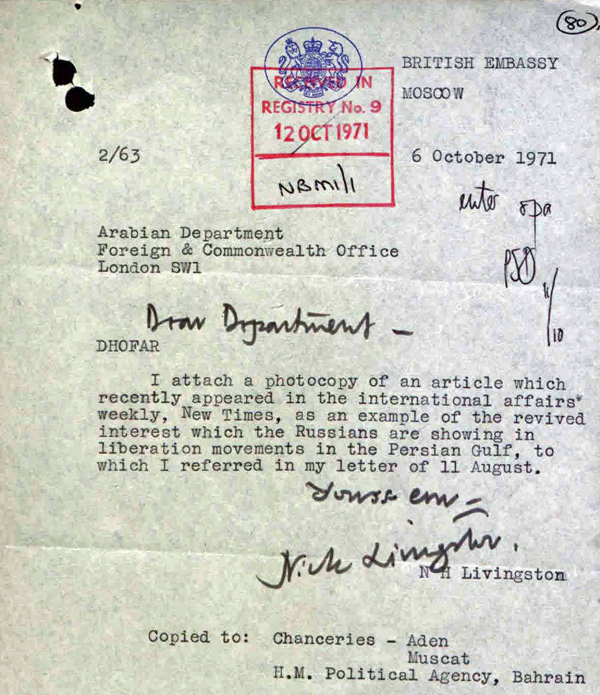 80
BRITISH EMBASSY
MOSCOW
RECEIVED IN
REGISTRY No. 9
12 OCT 1971
NBM1/1
2/63
6 October 1971
enter
Arabian Department
Foreign & Commonwealth Office
London SW1
11/10
Dear Department –
DHOFAR
I attach a photocopy of an article which
recently appeared in the international affairs
weekly, New Times, as an example of the revived
interest which the Russians are showing in
liberation movements in the Persian Gulf, to
which I referred in my letter of 11 August.
Yours ever
Nick Livingston.
N H Livingston
Copied to: Chanceries - Aden
Muscat
H.M. Political Agency, Bahrain